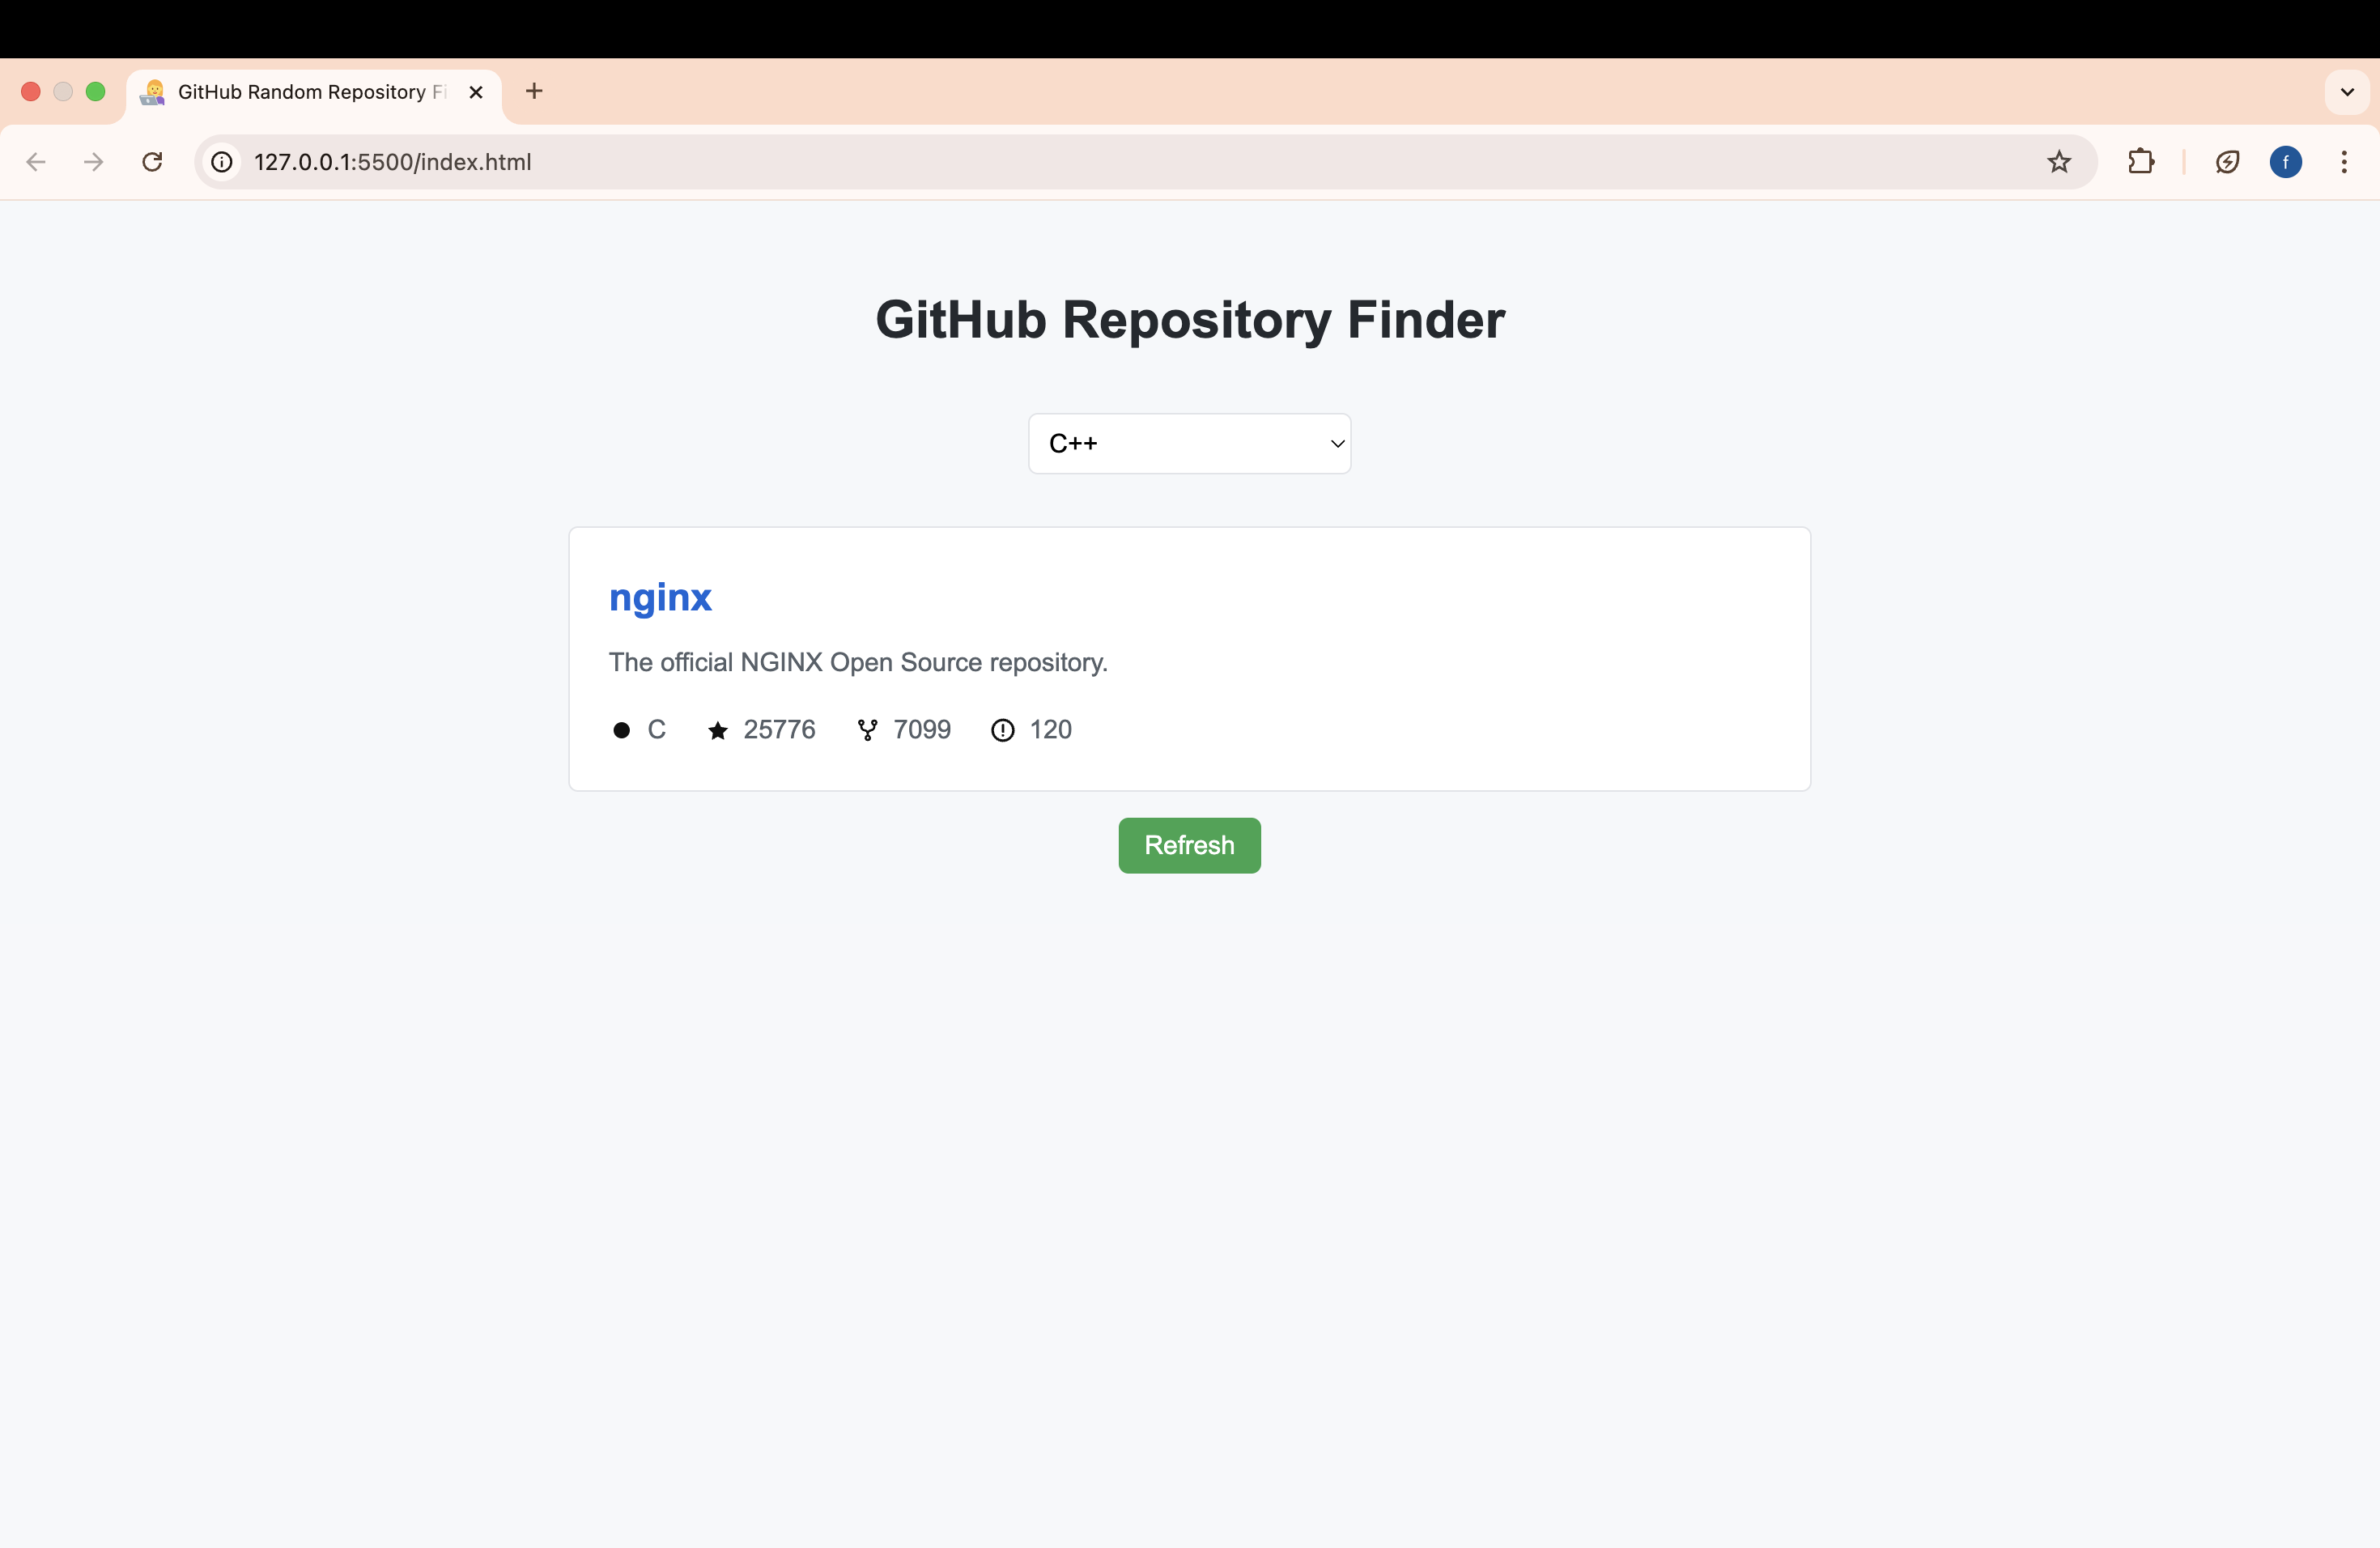 GitHub Random Repository Fi
127.0.0.1:5500/index.html
f
GitHub Repository Finder
C++
nginx
The official NGINX Open Source repository.
C 25776 7099 120
Refresh